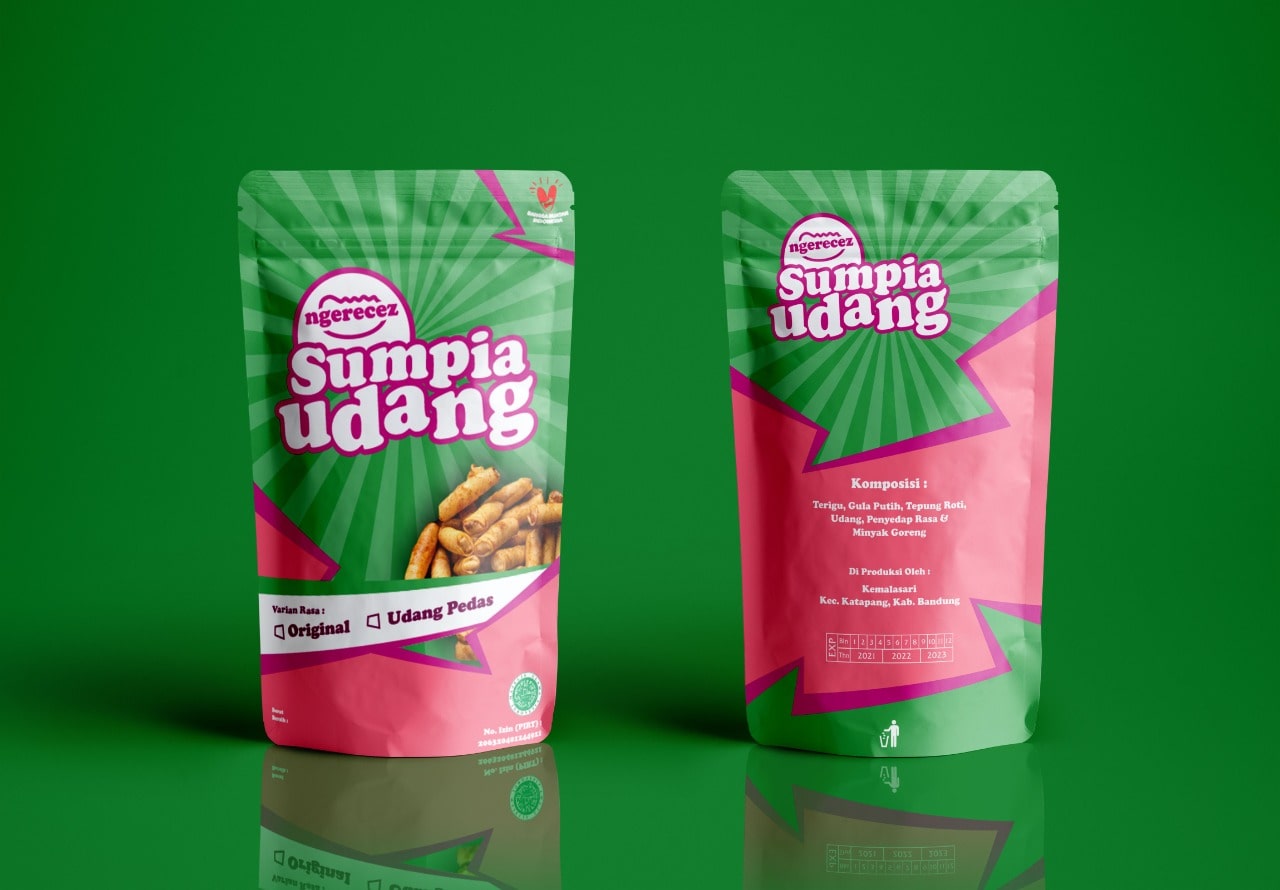 ngerecez
Sumpia
udang
Varian Rasa :
Original
Udang Pedas
Berat
Bersih :
No. Izin (PIRT) :
ngerecez
Sumpia
udang
Komposisi :
Terigu, Gula Putih, Tepung Roti,
Udang, Penyedap Rasa &
Minyak Goreng
Di Produksi Oleh :
Kemalasari
Kec. Katapang, Kab. Bandung
EXP
Bln 1 2 3 4 5 6 7 8 9 10 11 12
Thn 2021 2022 2023